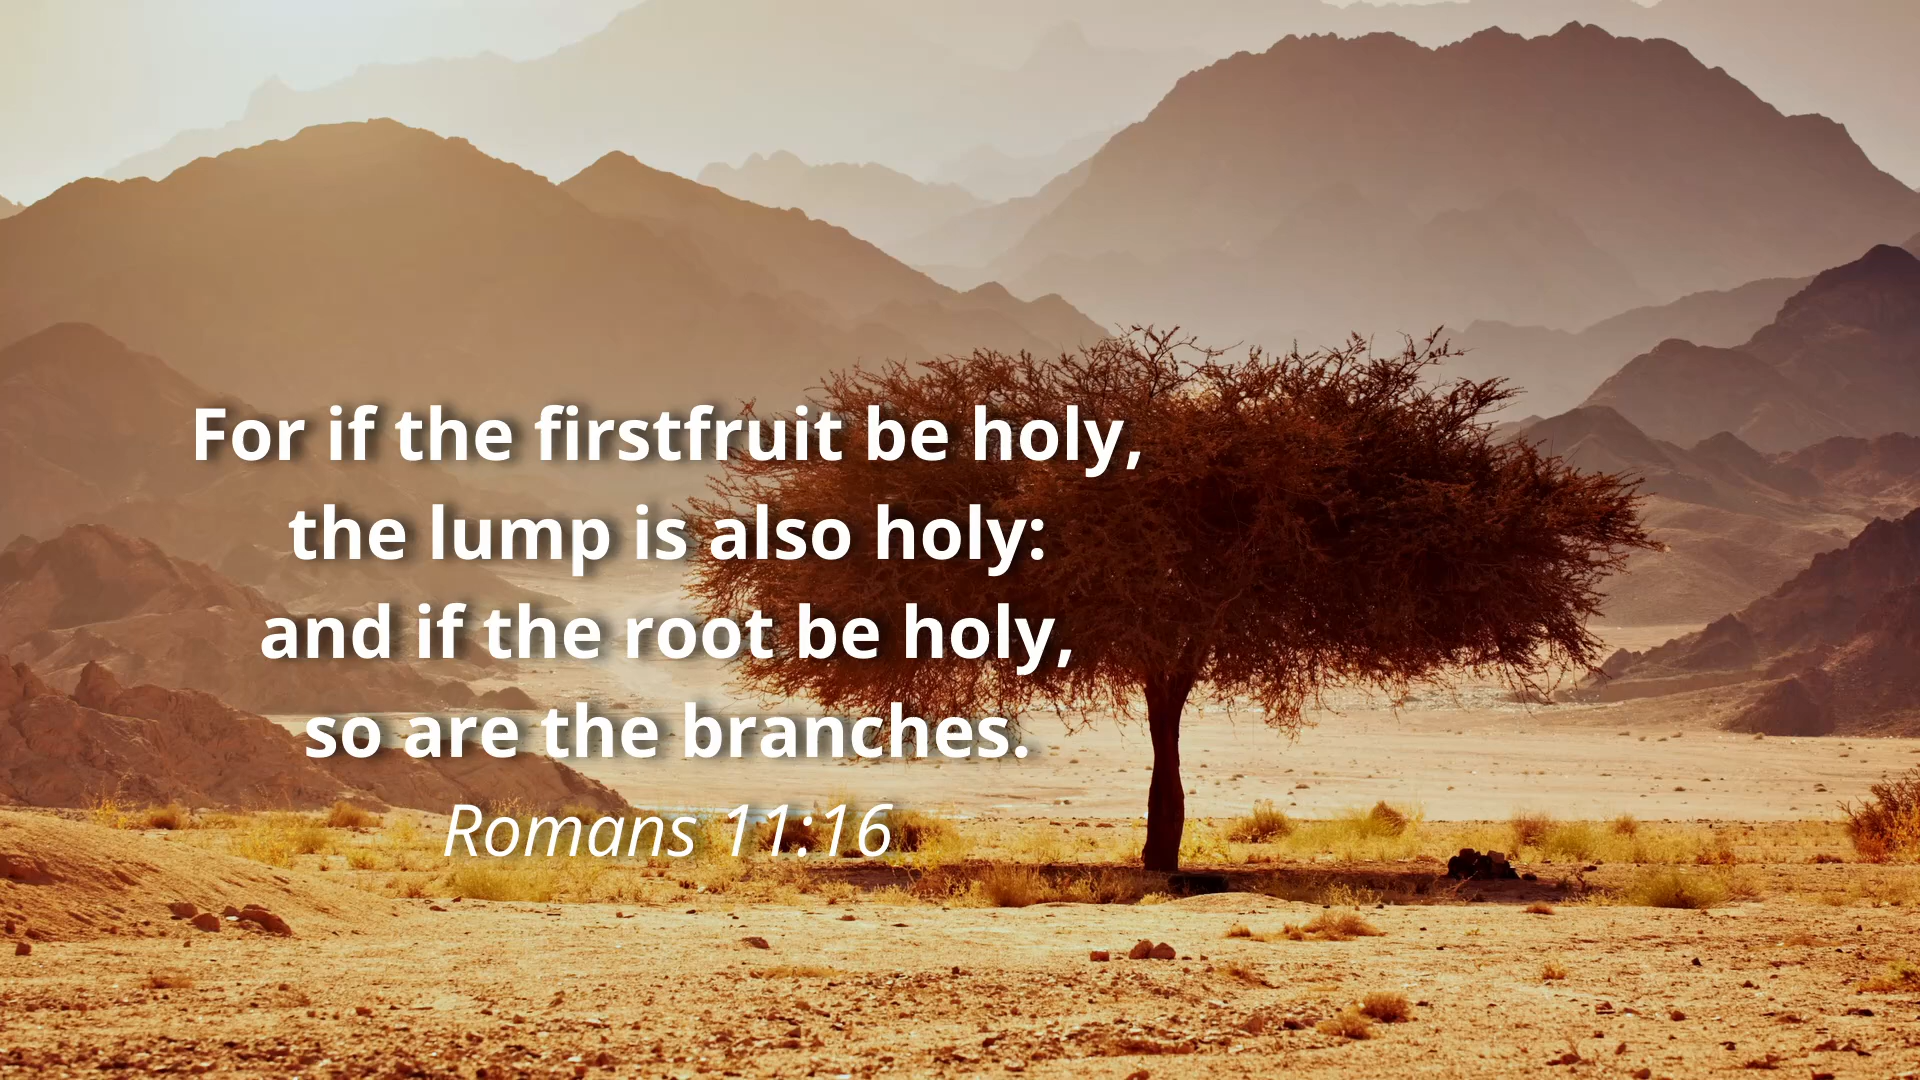 For if the firstfruit be holy,
the lump is also holy:
and if the root be holy,
so are the branches.
Romans 11:16